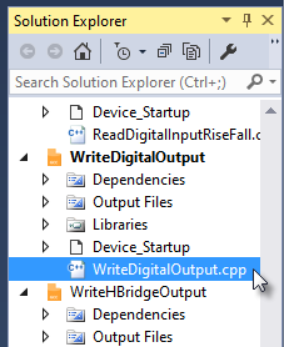 Solution Explorer
Search Solution Explorer (Ctrl+;)
Device_Startup
ReadDigitalInputRiseFall.c
WriteDigitalOutput
Dependencies
Output Files
Libraries
Device_Startup
WriteDigitalOutput.cpp
WriteHBridgeOutput
Dependencies
Output Files